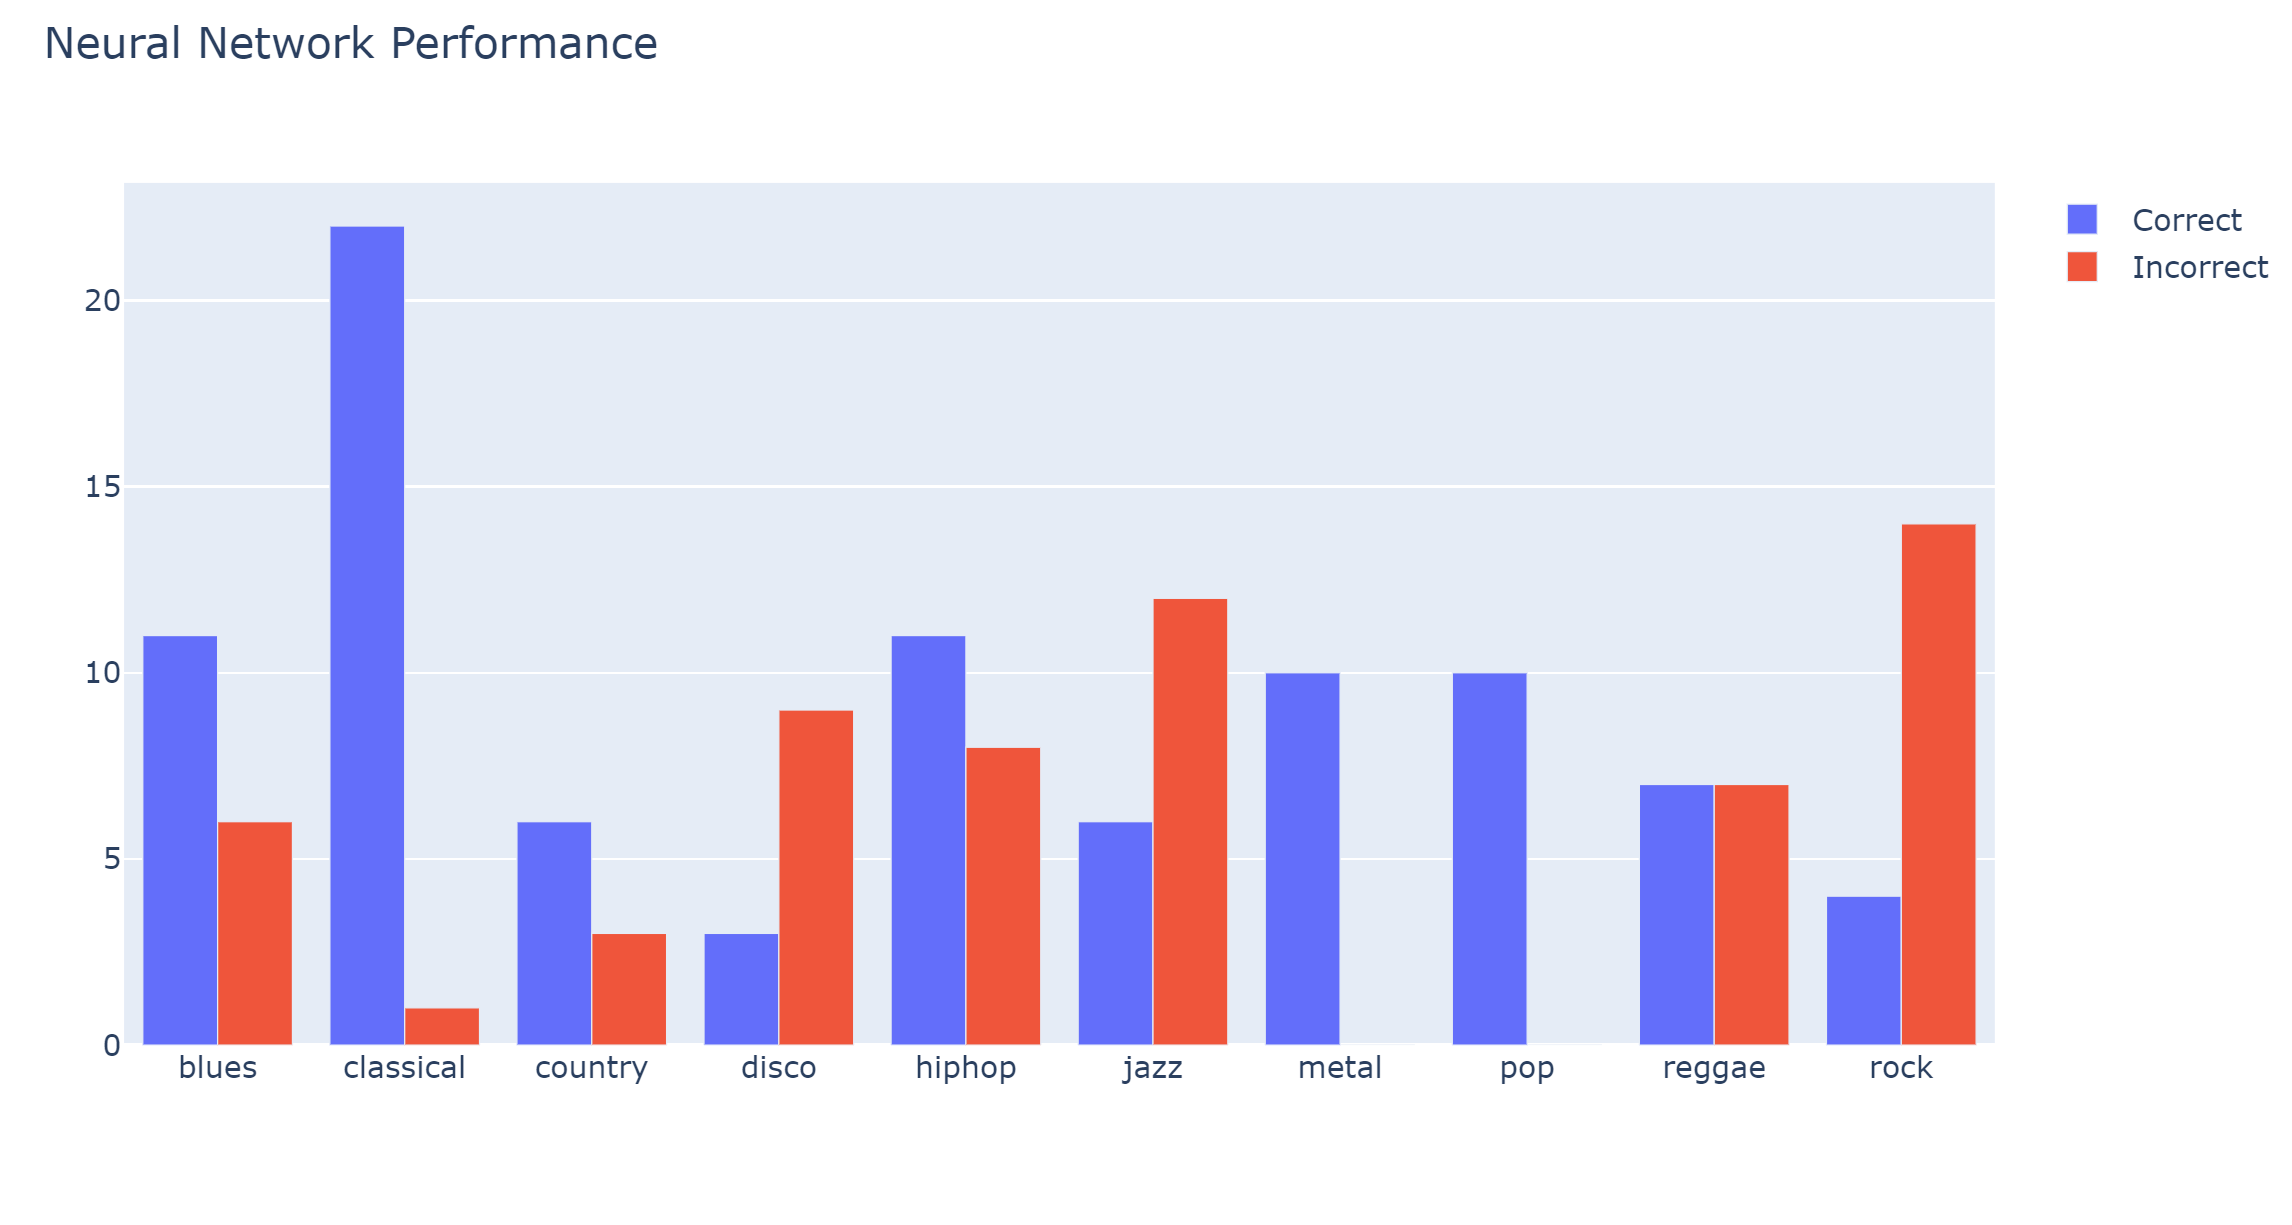 Neural Network Performance
Correct
Incorrect
20
15
10
5
0
blues classical country disco hiphop jazz metal pop reggae rock